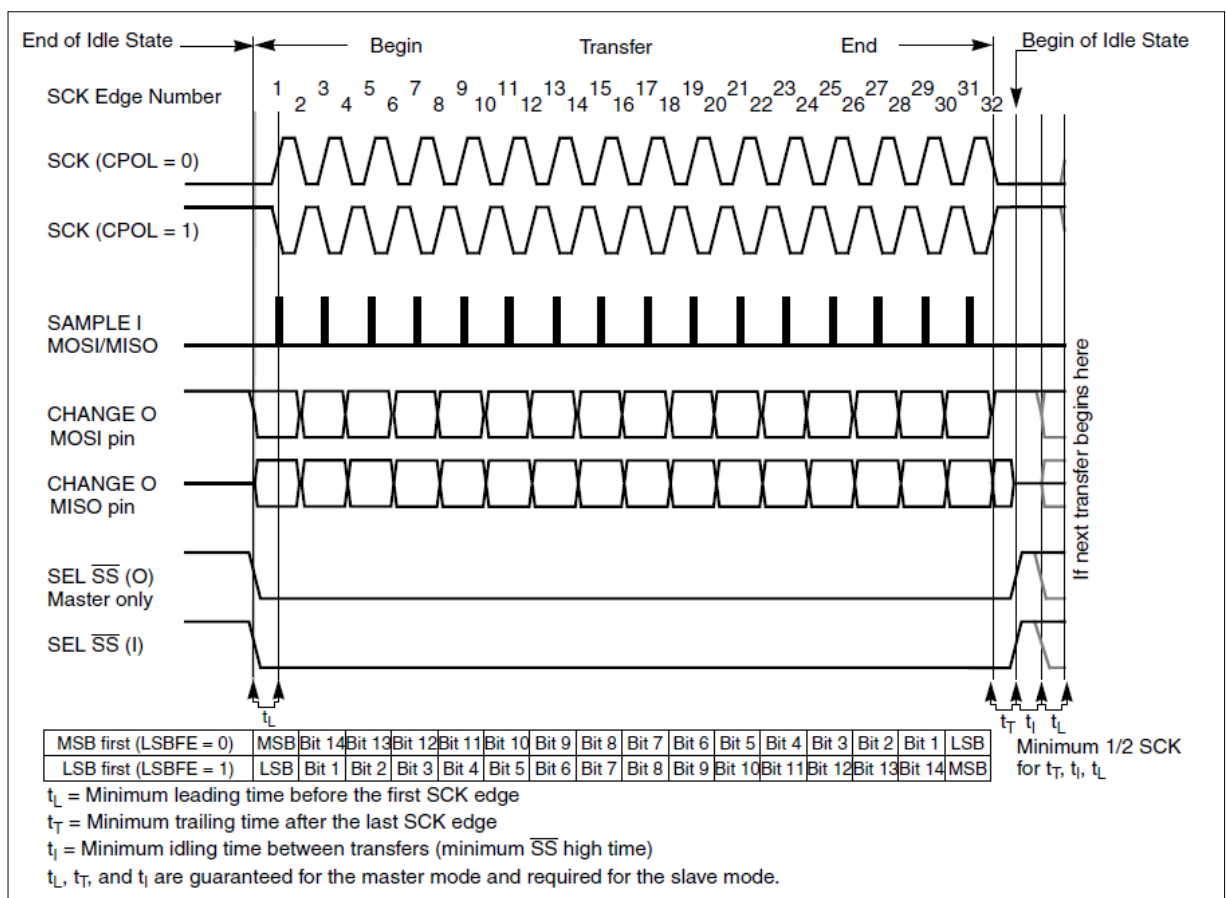 End of Idle State Begin Transfer End Begin of Idle State
SCK Edge Number 1 2 3 4 5 6 7 8 9 10 11 12 13 14 15 16 17 18 19 20 21 22 23 24 25 26 27 28 29 30 31 32
SCK (CPOL = 0)
SCK (CPOL = 1)
SAMPLE I
MOSI/MISO
CHANGE O
MOSI pin
CHANGE O
MISO pin
SEL SS (O)
Master only
SEL SS (I)
If next transfer begins here
tL tT tI tL
MSB first (LSBFE = 0) MSB Bit 14 Bit 13 Bit 12 Bit 11 Bit 10 Bit 9 Bit 8 Bit 7 Bit 6 Bit 5 Bit 4 Bit 3 Bit 2 Bit 1 LSB
LSB first (LSBFE = 1) LSB Bit 1 Bit 2 Bit 3 Bit 4 Bit 5 Bit 6 Bit 7 Bit 8 Bit 9 Bit 10 Bit 11 Bit 12 Bit 13 Bit 14 MSB
Minimum 1/2 SCK
for tT, tI, tL
tL = Minimum leading time before the first SCK edge
tT = Minimum trailing time after the last SCK edge
tI = Minimum idling time between transfers (minimum SS high time)
tL, tT, and tI are guaranteed for the master mode and required for the slave mode.